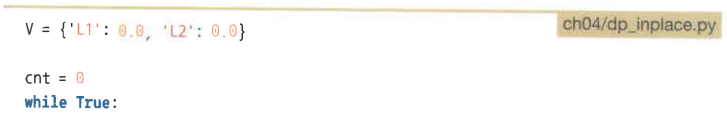 ch04/dp_inplace.py
V = {'L1': 0.0, 'L2': 0.0}
cnt = 0
while True: